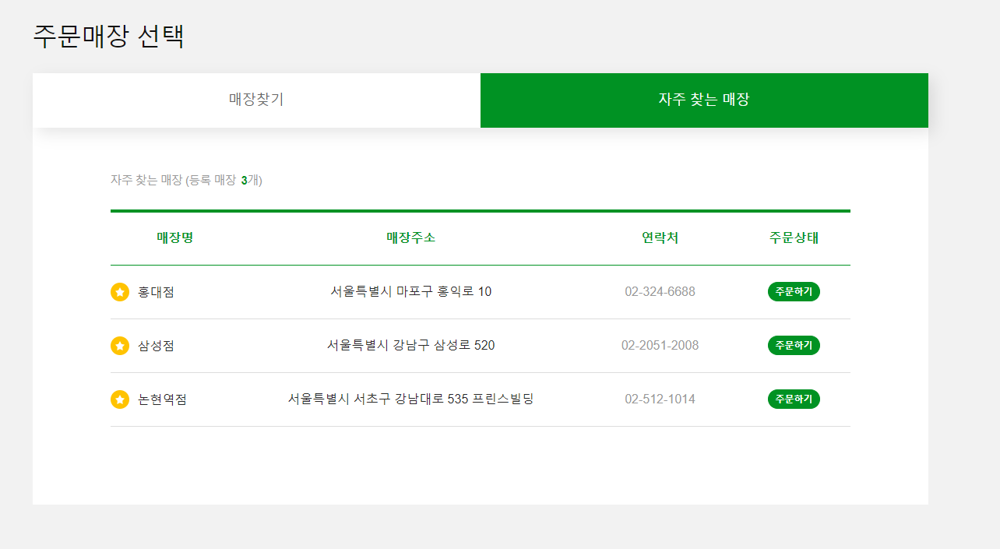 주문매장 선택
매장찾기 자주 찾는 매장
자주 찾는 매장 (등록 매장 3개)
매장명 매장주소 연락처 주문상태
홍대점 서울특별시 마포구 홍익로 10 02-324-6688 주문하기
삼성점 서울특별시 강남구 삼성로 520 02-2051-2008 주문하기
논현역점 서울특별시 서초구 강남대로 535 프린스빌딩 02-512-1014 주문하기